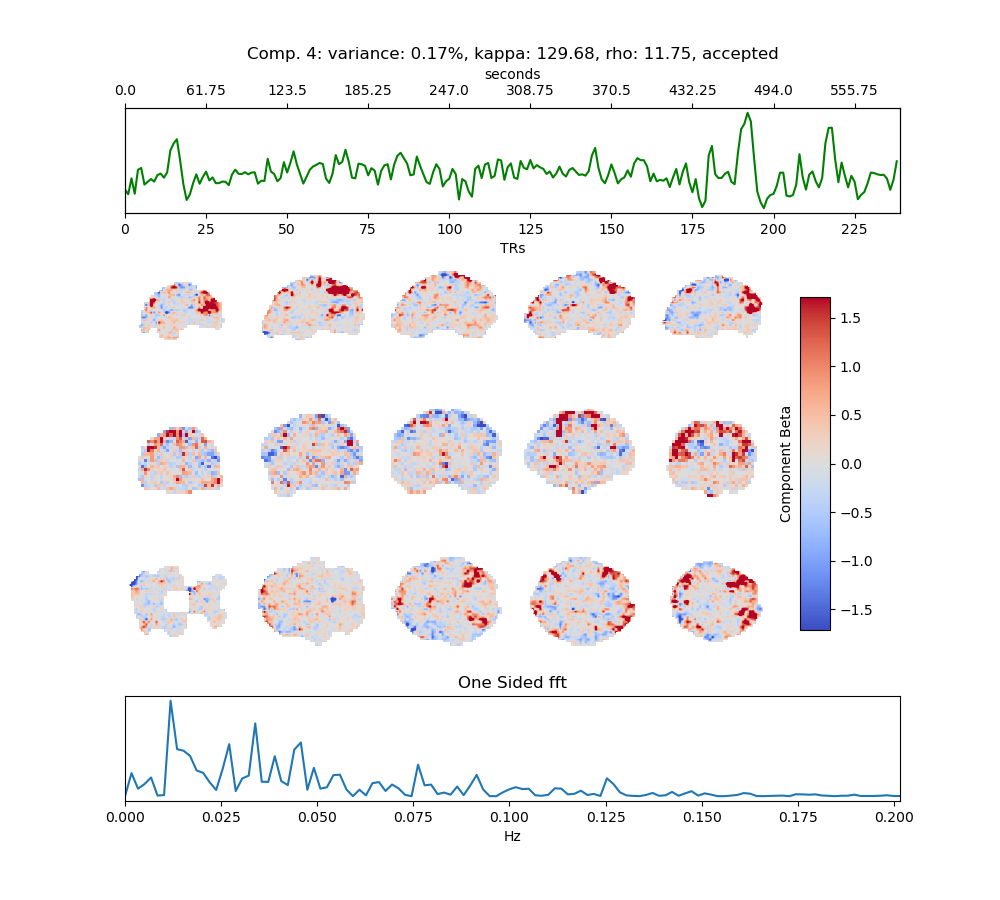 Comp. 4: variance: 0.17%, kappa: 129.68, rho: 11.75, accepted
seconds
0.0 61.75 123.5 185.25 247.0 308.75 370.5 432.25 494.0 555.75
0 25 50 75 100 125 150 175 200 225
TRs
1.5
1.0
0.5
0.0
−0.5
−1.0
−1.5
Component Beta
One Sided fft
0.000 0.025 0.050 0.075 0.100 0.125 0.150 0.175 0.200
Hz